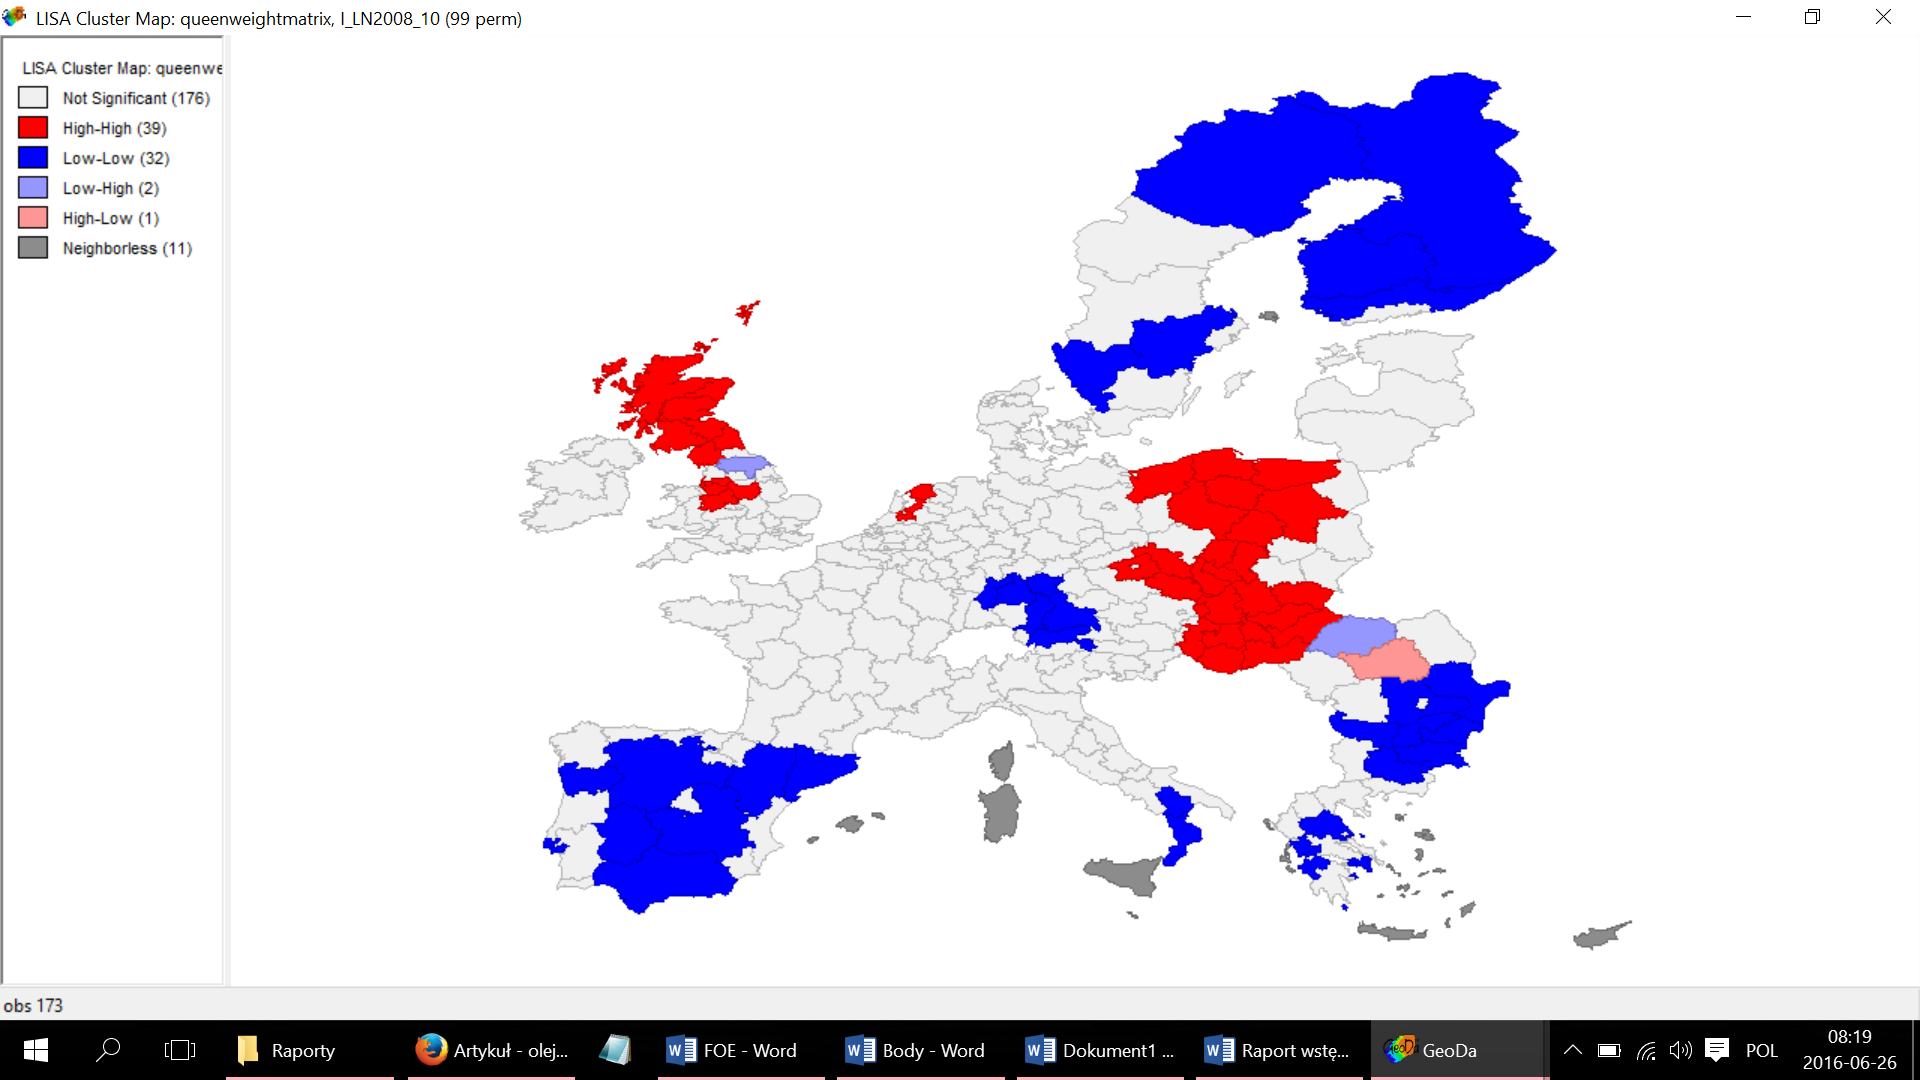 LISA Cluster Map: queenweightmatrix, I_LN2008_10 (99 perm)
LISA Cluster Map: queenwe
Not Significant (176)
High-High (39)
Low-Low (32)
Low-High (2)
High-Low (1)
Neighborless (11)
obs 173
Raporty
Artykuł - olej...
FOE - Word
Body - Word
Dokument1 ...
Raport wstę...
GeoDa
POL
08:19
2016-06-26